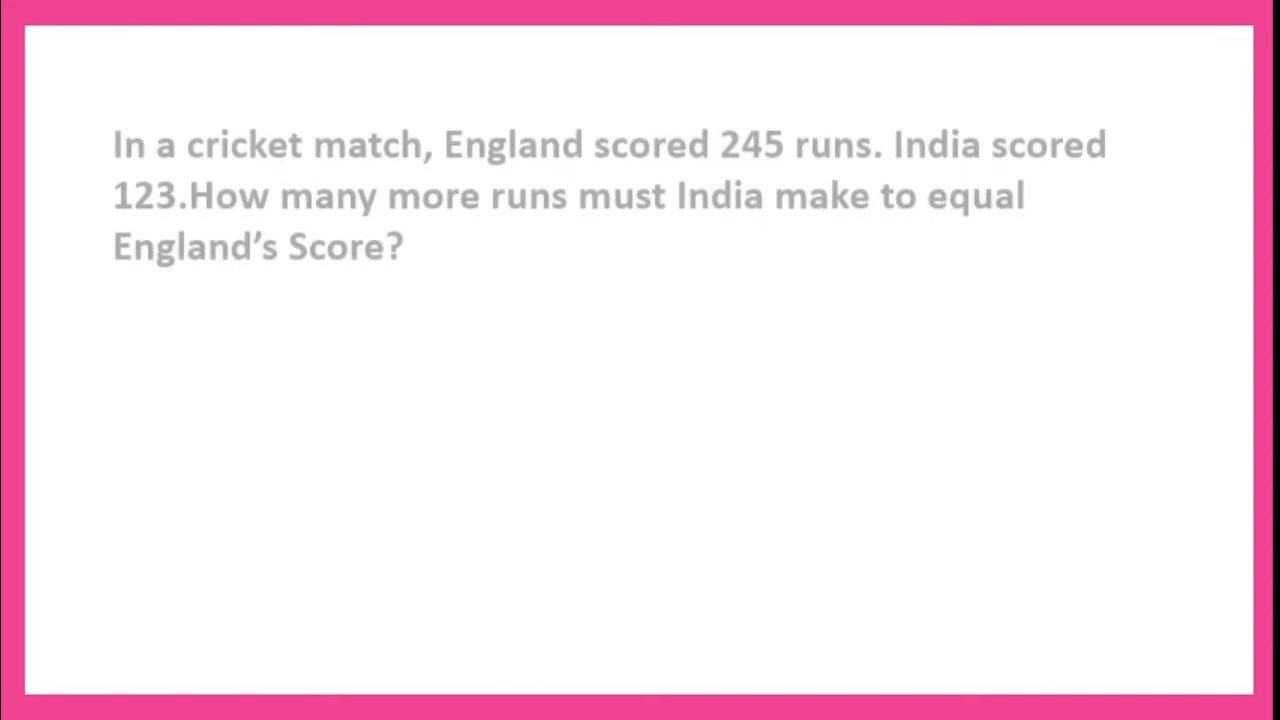 In a cricket match, England scored 245 runs. India scored
123.How many more runs must India make to equal
England’s Score?